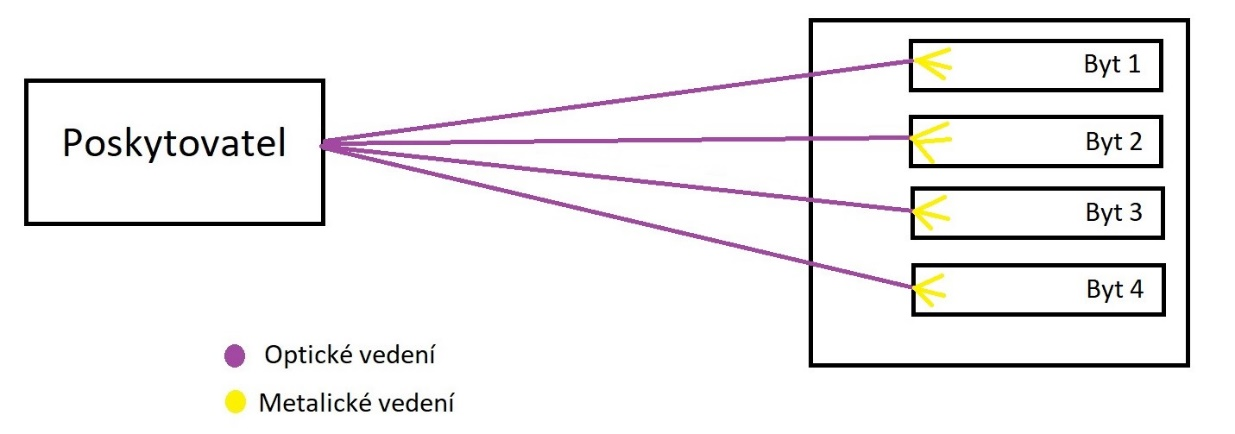 Poskytovatel
Byt 1
Byt 2
Byt 3
Byt 4
Optické vedení
Metalické vedení